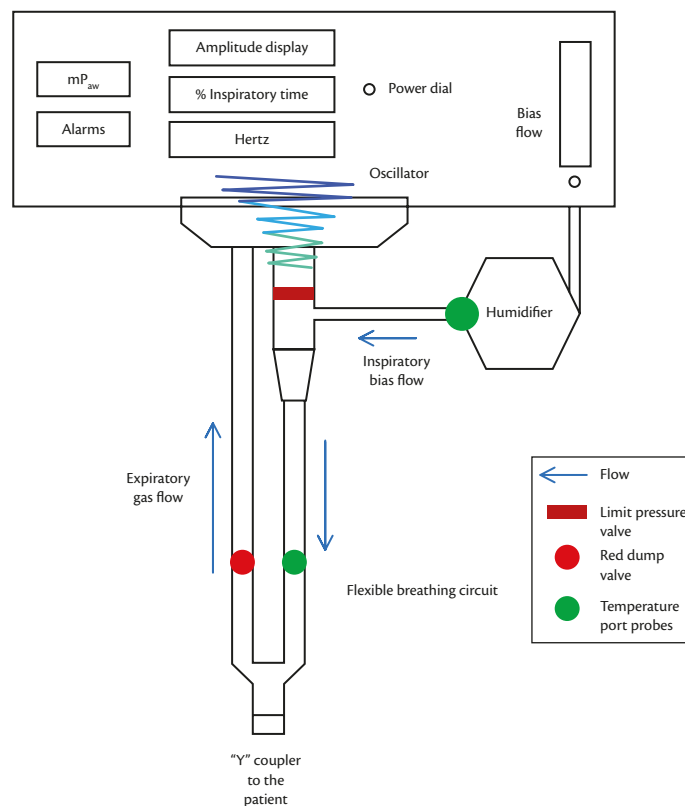 Amplitude display
mPaw
% Inspiratory time
Power dial
Bias
flow
Alarms
Hertz
Oscillator
Humidifier
Inspiratory
bias flow
Expiratory
gas flow
Flexible breathing circuit
Flow
Limit pressure
valve
Red dump
valve
Temperature
port probes
“Y” coupler
to the
patient